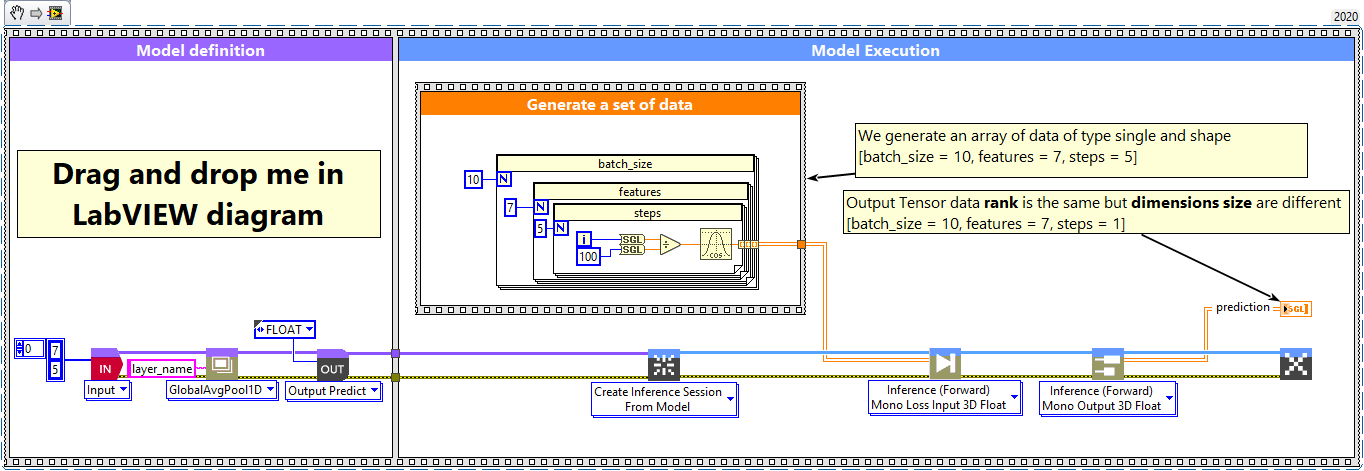 2020
Model definition
Model Execution
Generate a set of data
Drag and drop me in
LabVIEW diagram
batch_size
10
N
features
7
N
steps
5
N
i
100
SGL
SGL
÷
COS
We generate an array of data of type single and shape
[batch_size = 10, features = 7, steps = 5]
Output Tensor data rank is the same but dimensions size are different
[batch_size = 10, features = 7, steps = 1]
prediction
SGL
FLOAT
0
7
5
IN
layer_name
OUT
Input
GlobalAvgPool1D
Output Predict
Create Inference Session
From Model
Inference (Forward)
Mono Loss Input 3D Float
Inference (Forward)
Mono Output 3D Float